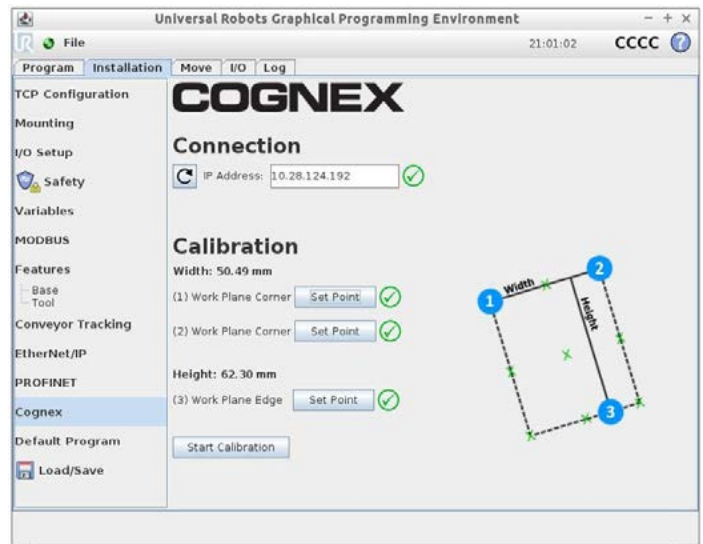 Universal Robots Graphical Programming Environment
File
21:01:02
CCCC
?
Program Installation Move I/O Log
TCP Configuration
Mounting
I/O Setup
Safety
Variables
MODBUS
Features
Base
Tool
Conveyor Tracking
EtherNet/IP
PROFINET
Cognex
Default Program
Load/Save
COGNEX
Connection
IP Address: 10.28.124.192
Calibration
Width: 50.49 mm
(1) Work Plane Corner Set Point
(2) Work Plane Corner Set Point
Height: 62.30 mm
(3) Work Plane Edge Set Point
Start Calibration
1
Width
2
Height
3